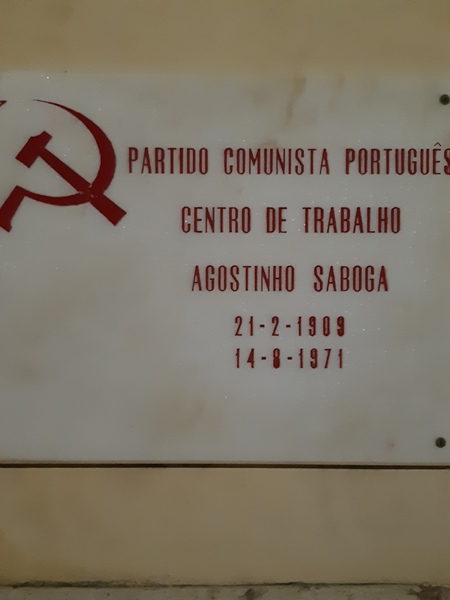 PARTIDO COMUNISTA PORTUGUÊS
CENTRO DE TRABALHO
AGOSTINHO SABOGA
21-2-1909
14-8-1971